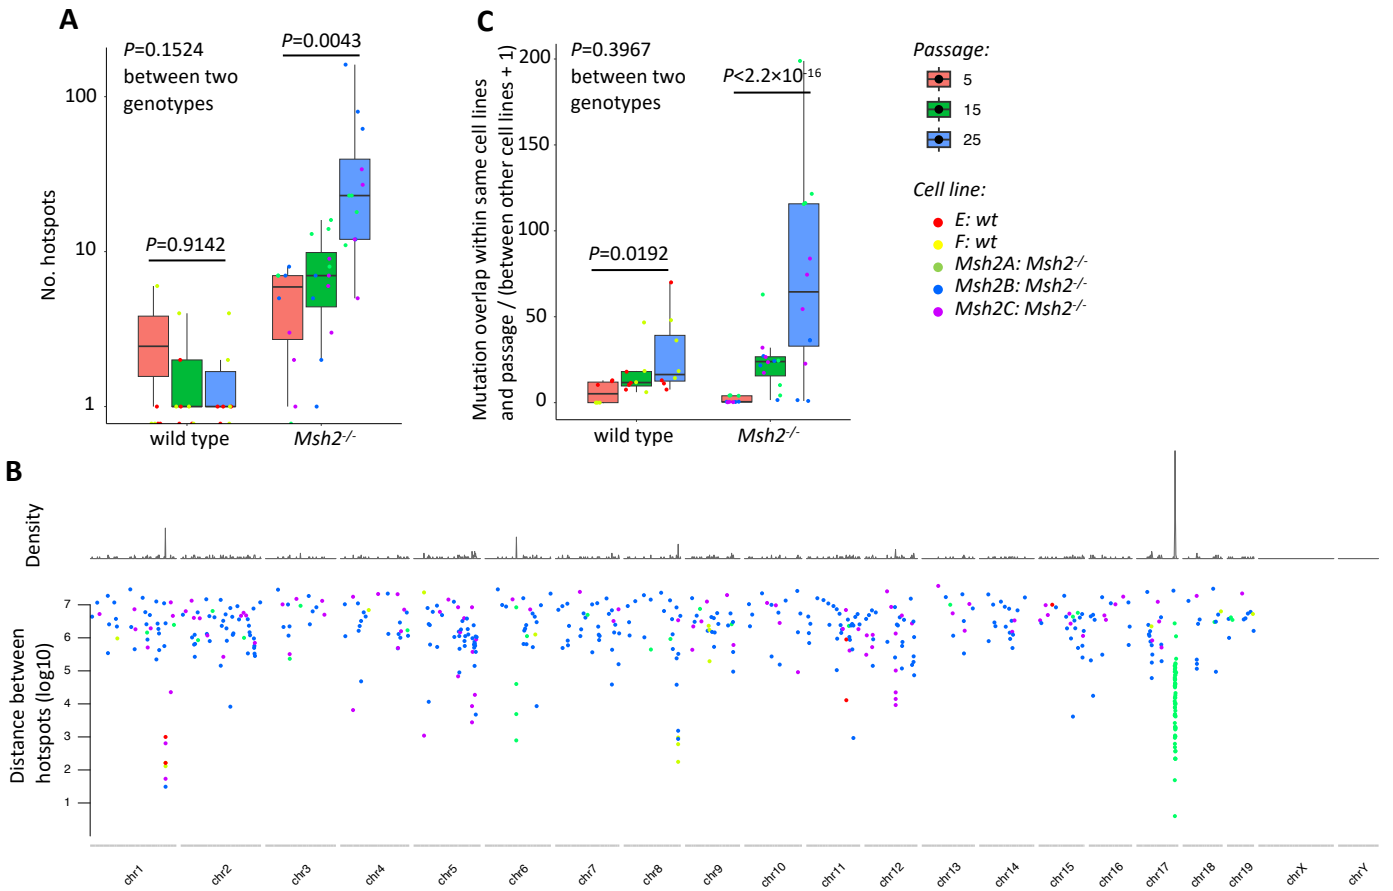 A
P=0.1524
between two
genotypes
P=0.0043
P=0.9142
No. hotspots
100
10
1
wild type
Msh2-/-
C
P=0.3967
between two
genotypes
P<2.2×10-16
P=0.0192
Mutation overlap within same cell lines
and passage / (between other cell lines + 1)
200
150
100
50
0
wild type
Msh2-/-
Passage:
5
15
25
Cell line:
E: wt
F: wt
Msh2A: Msh2-/-
Msh2B: Msh2-/-
Msh2C: Msh2-/-
B
Density
Distance between
hotspots (log10)
7
6
5
4
3
2
1
chr1
chr2
chr3
chr4
chr5
chr6
chr7
chr8
chr9
chr10
chr11
chr12
chr13
chr14
chr15
chr16
chr17
chr18
chr19
chrX
chrY